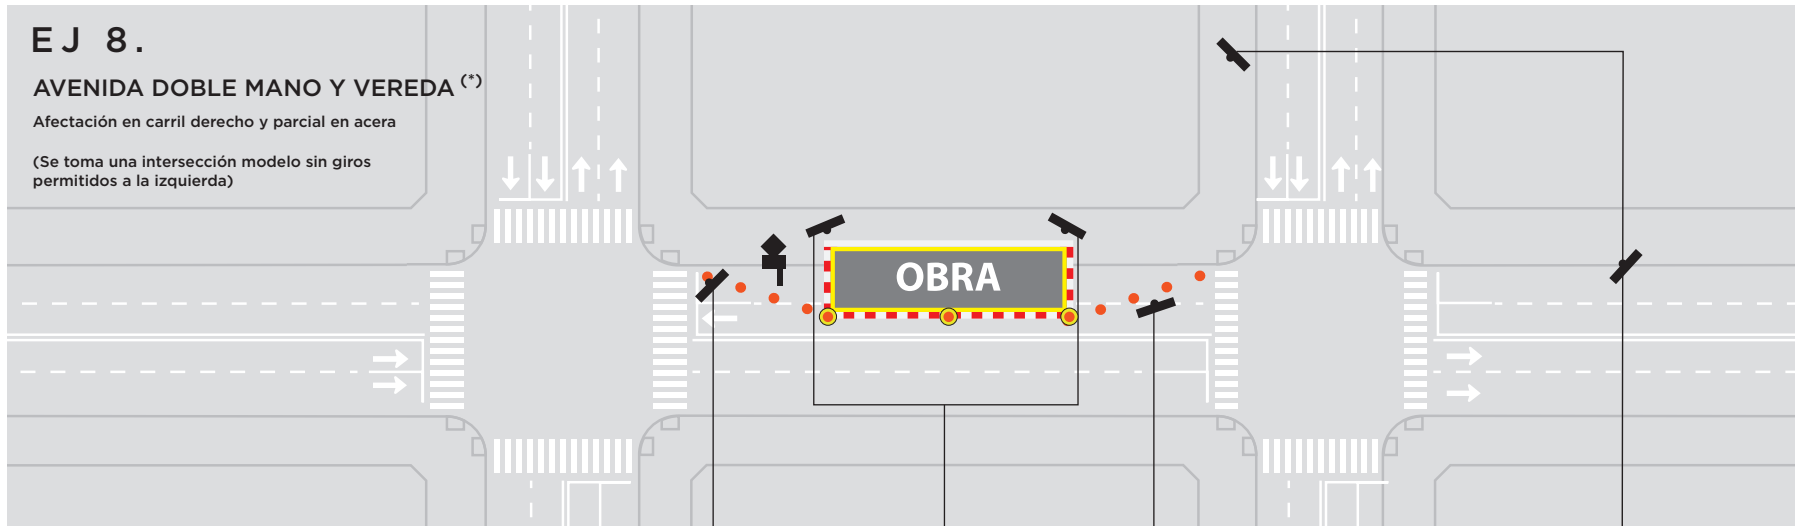 EJ 8.
AVENIDA DOBLE MANO Y VEREDA (*)
Afectación en carril derecho y parcial en acera
(Se toma una intersección modelo sin giros
permitidos a la izquierda)
OBRA